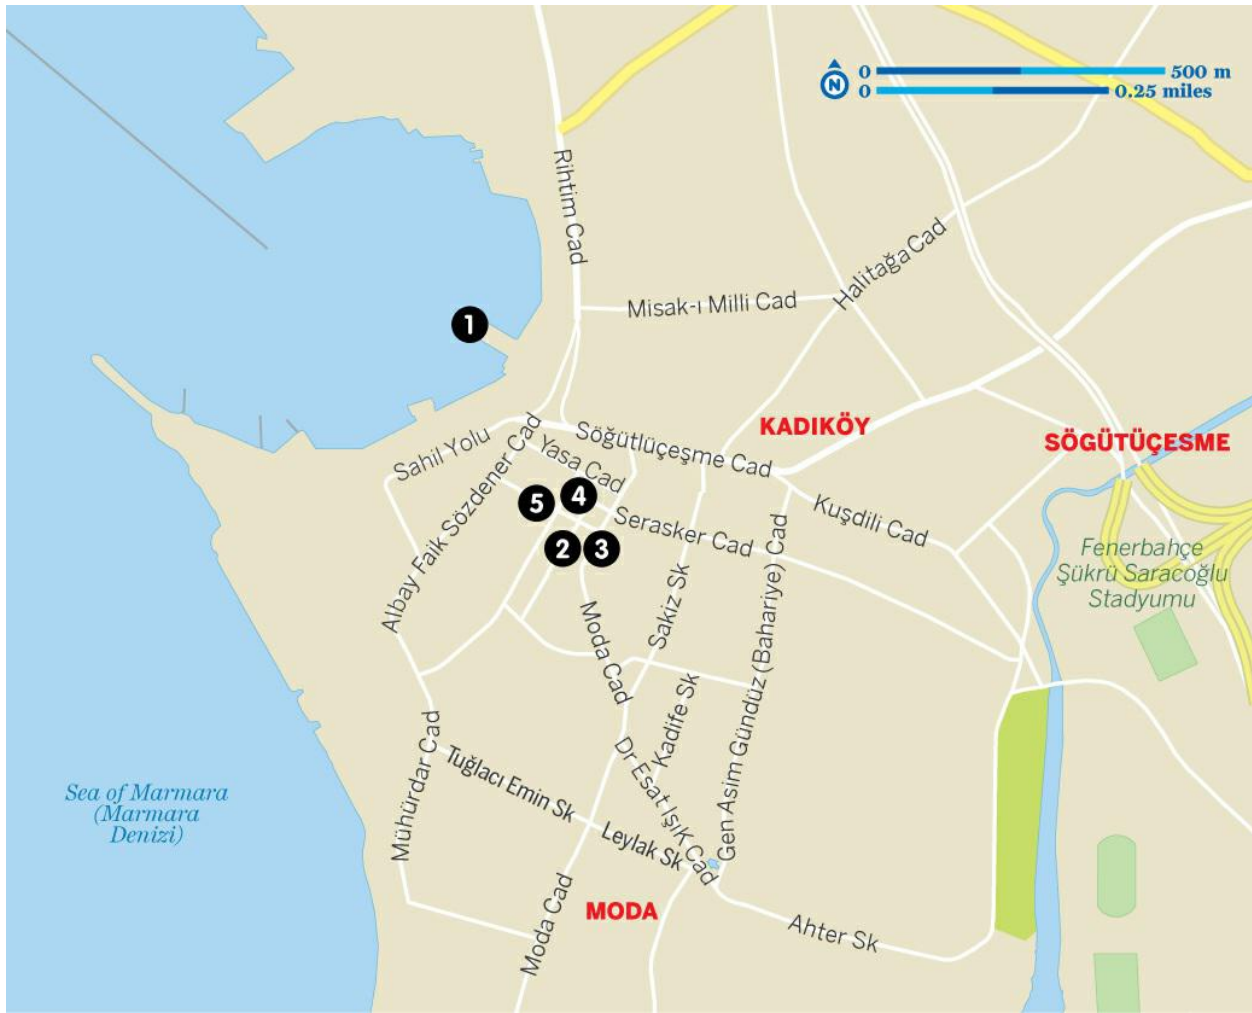 0 500 m
N
0 0.25 miles
Rihtim Cad
Halitağa Cad
Misak-ı Milli Cad
1
KADIKÖY
SÖGÜTÜÇESME
Söğütlüçeşme Cad
Sahil Yolu
Yasa Cad
Albay Faik Sözdener Cad
5
4
Serasker Cad
Kuşdili Cad
2
3
Fenerbahçe
Şükrü Saracoğlu
Stadyumu
Sakiz Sk
Gen Asim Gündüz (Bahariye) Cad
Moda Cad
Kadife Sk
Mühürdar Cad
Tuğlacı Emin Sk
Dr Esat Işık Cad
Leylak Sk
Sea of Marmara
(Marmara
Denizi)
MODA
Moda Cad
Ahter Sk